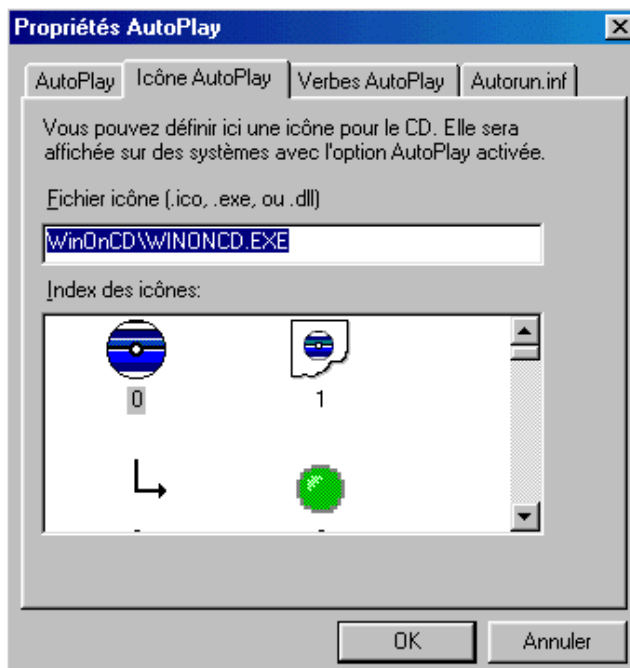 Propriétés AutoPlay
AutoPlay
Icône AutoPlay
Verbes AutoPlay
Autorun.inf
Vous pouvez définir ici une icône pour le CD. Elle sera
affichée sur des systèmes avec l'option AutoPlay activée.
Fichier icône (.ico, .exe, ou .dll)
WinOnCD\WINONCD.EXE
Index des icônes:
0
1
OK
Annuler